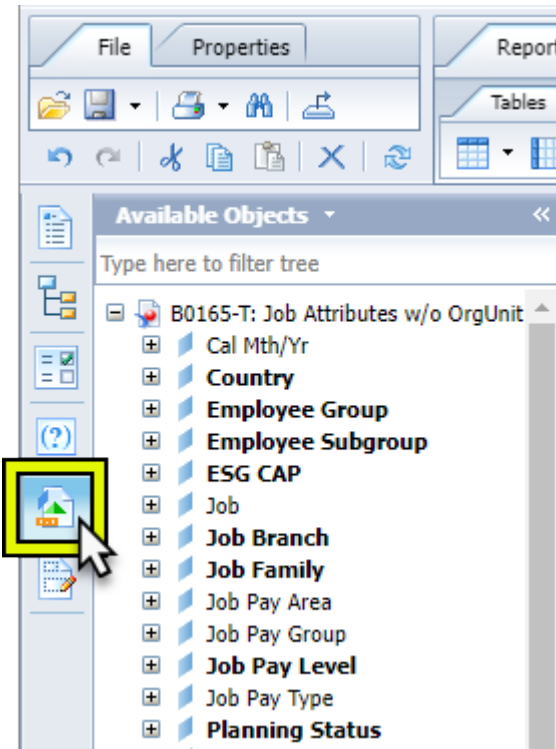 File
Properties
Report
Tables
Available Objects
Type here to filter tree
B0165-T: Job Attributes w/o OrgUnit
Cal Mth/Yr
Country
Employee Group
Employee Subgroup
ESG CAP
Job
Job Branch
Job Family
Job Pay Area
Job Pay Group
Job Pay Level
Job Pay Type
Planning Status